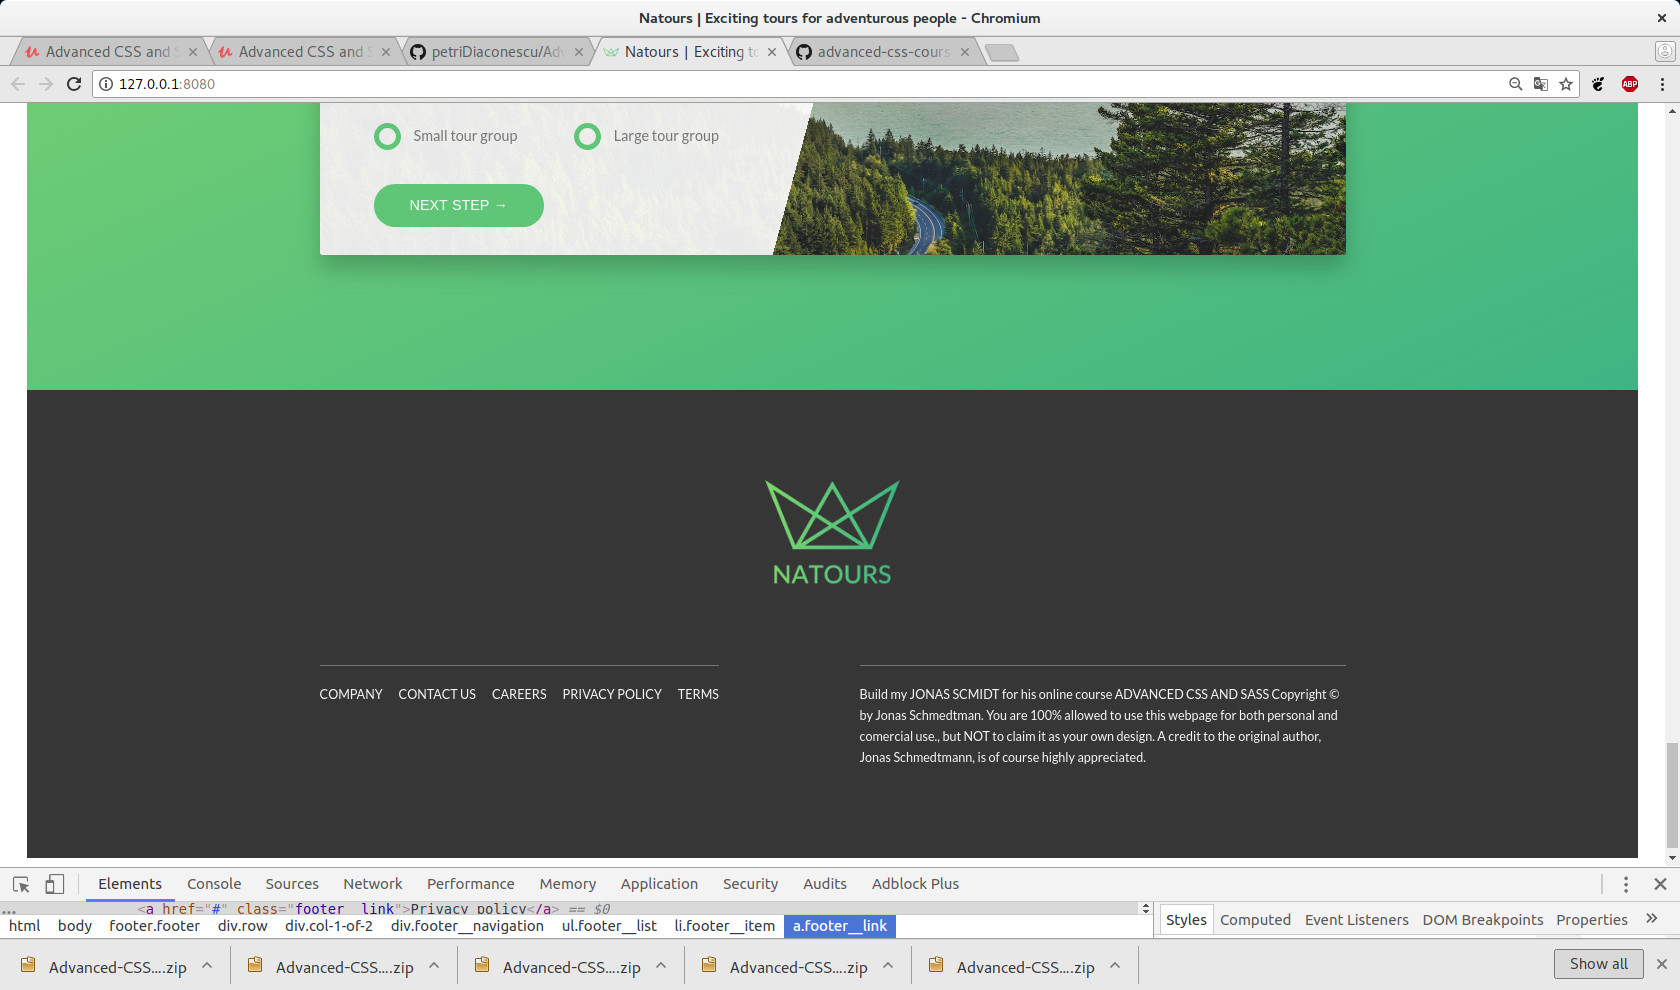 Natours | Exciting tours for adventurous people - Chromium
Advanced CSS and S
Advanced CSS and S
petriDiaconescu/Adv
Natours | Exciting to
advanced-css-cours
127.0.0.1:8080
ABP
Small tour group
Large tour group
NEXT STEP →
NATOURS
COMPANY CONTACT US CAREERS PRIVACY POLICY TERMS
Build my JONAS SCMIDT for his online course ADVANCED CSS AND SASS Copyright ©
by Jonas Schmedtman. You are 100% allowed to use this webpage for both personal and
comercial use., but NOT to claim it as your own design. A credit to the original author,
Jonas Schmedtmann, is of course highly appreciated.
Elements Console Sources Network Performance Memory Application Security Audits Adblock Plus
... <a href="#" class="footer__link">Privacy policy</a> == $0
html body footer.footer div.row div.col-1-of-2 div.footer__navigation ul.footer__list li.footer__item a.footer__link
Styles Computed Event Listeners DOM Breakpoints Properties »
Advanced-CSS....zip
Advanced-CSS....zip
Advanced-CSS....zip
Advanced-CSS....zip
Advanced-CSS....zip
Show all